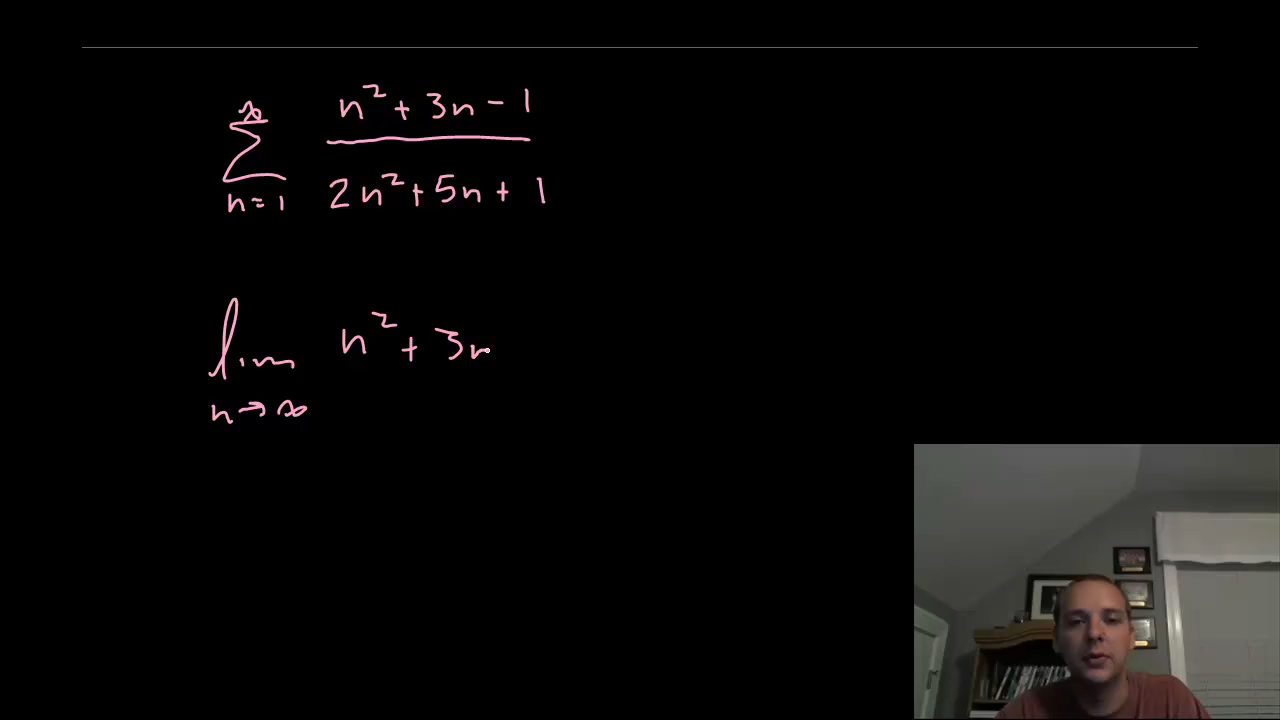 ∞
∑ n² + 3n − 1
n = 1 2n² + 5n + 1
lim n² + 3n
n → ∞